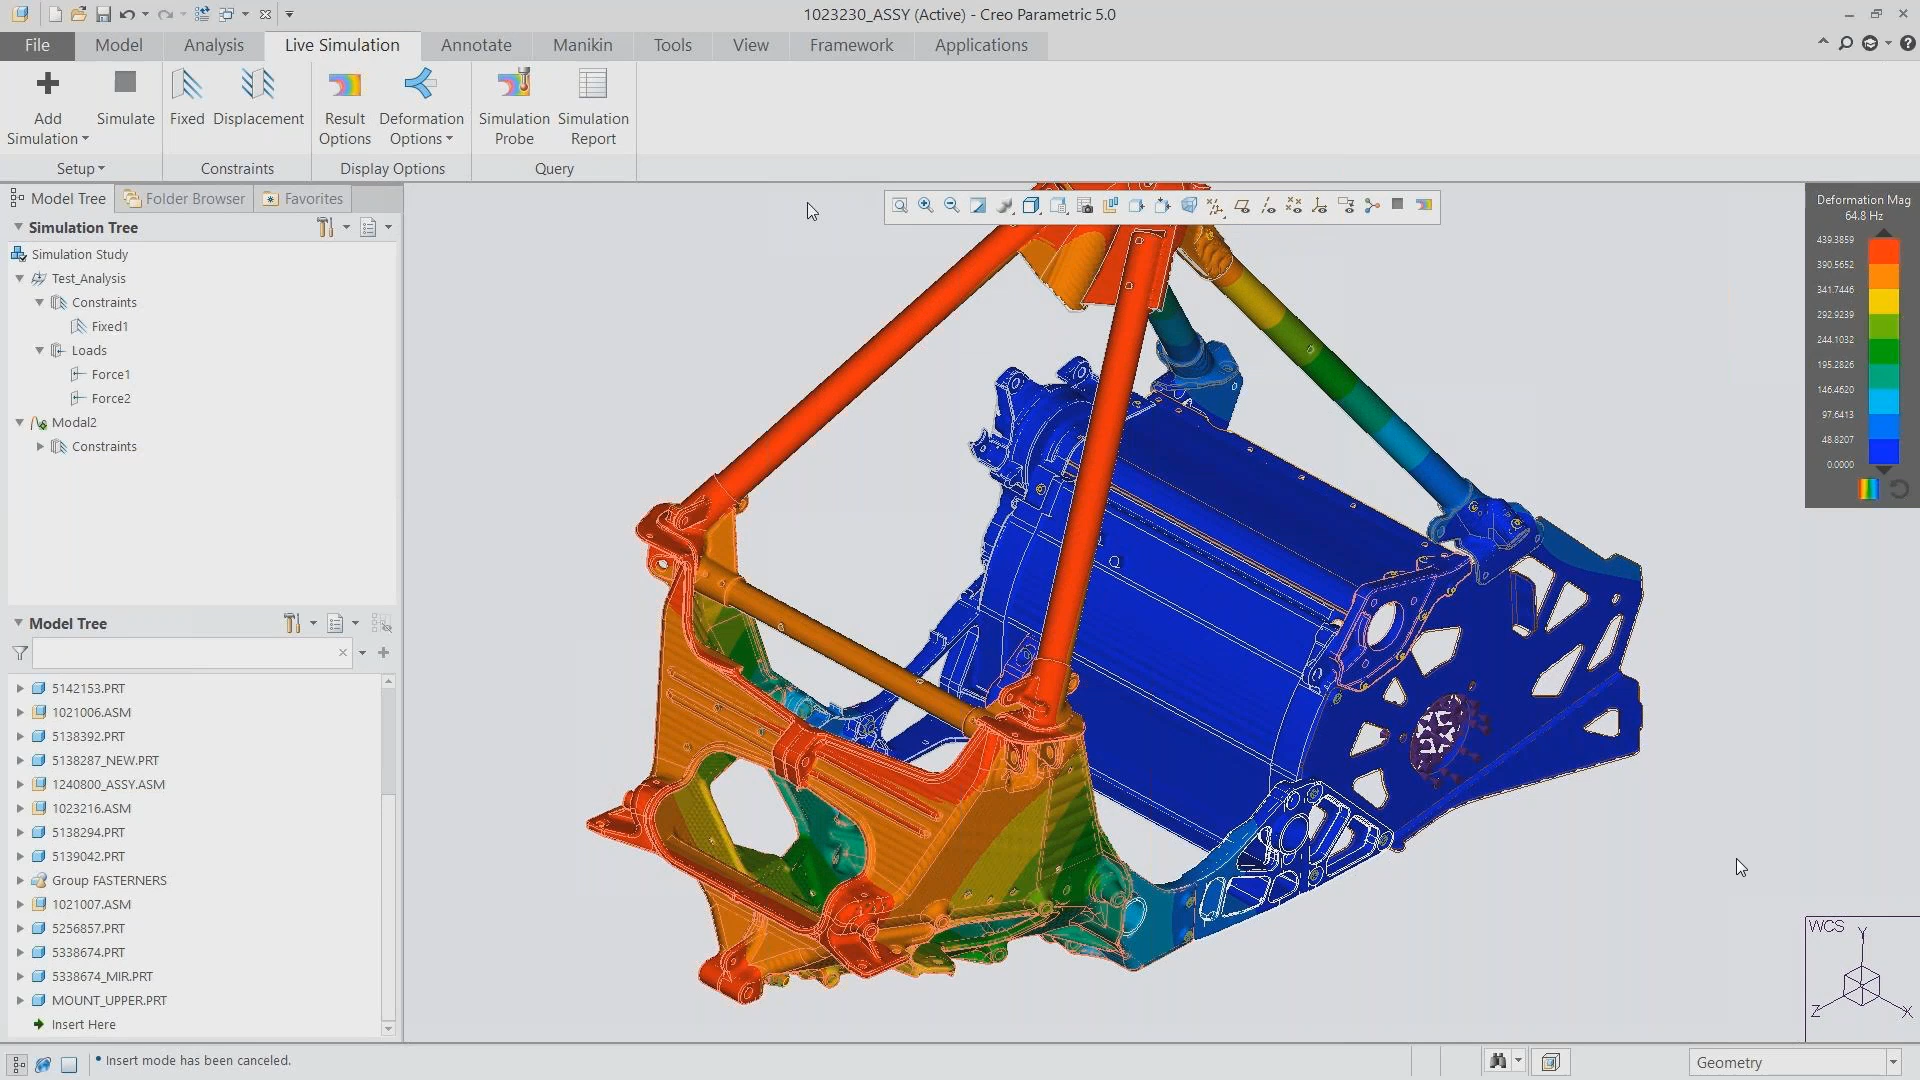 1023230_ASSY (Active) - Creo Parametric 5.0
File
Model
Analysis
Live Simulation
Annotate
Manikin
Tools
View
Framework
Applications
Add Simulation
Simulate
Fixed
Displacement
Result Options
Deformation Options
Simulation Probe
Simulation Report
Setup
Constraints
Display Options
Query
Model Tree
Folder Browser
Favorites
Simulation Tree
Simulation Study
Test_Analysis
Constraints
Fixed1
Loads
Force1
Force2
Modal2
Constraints
Model Tree
5142153.PRT
1021006.ASM
5138392.PRT
5138287_NEW.PRT
1240800_ASSY.ASM
1023216.ASM
5138294.PRT
5139042.PRT
Group FASTERNERS
1021007.ASM
5256857.PRT
5338674.PRT
5338674_MIR.PRT
MOUNT_UPPER.PRT
Insert Here
Deformation Mag
64.8 Hz
439.3859
390.5652
341.7446
292.9239
244.1032
195.2826
146.4620
97.6413
48.8207
0.0000
WCS
Y
Z
X
Insert mode has been canceled.
Geometry